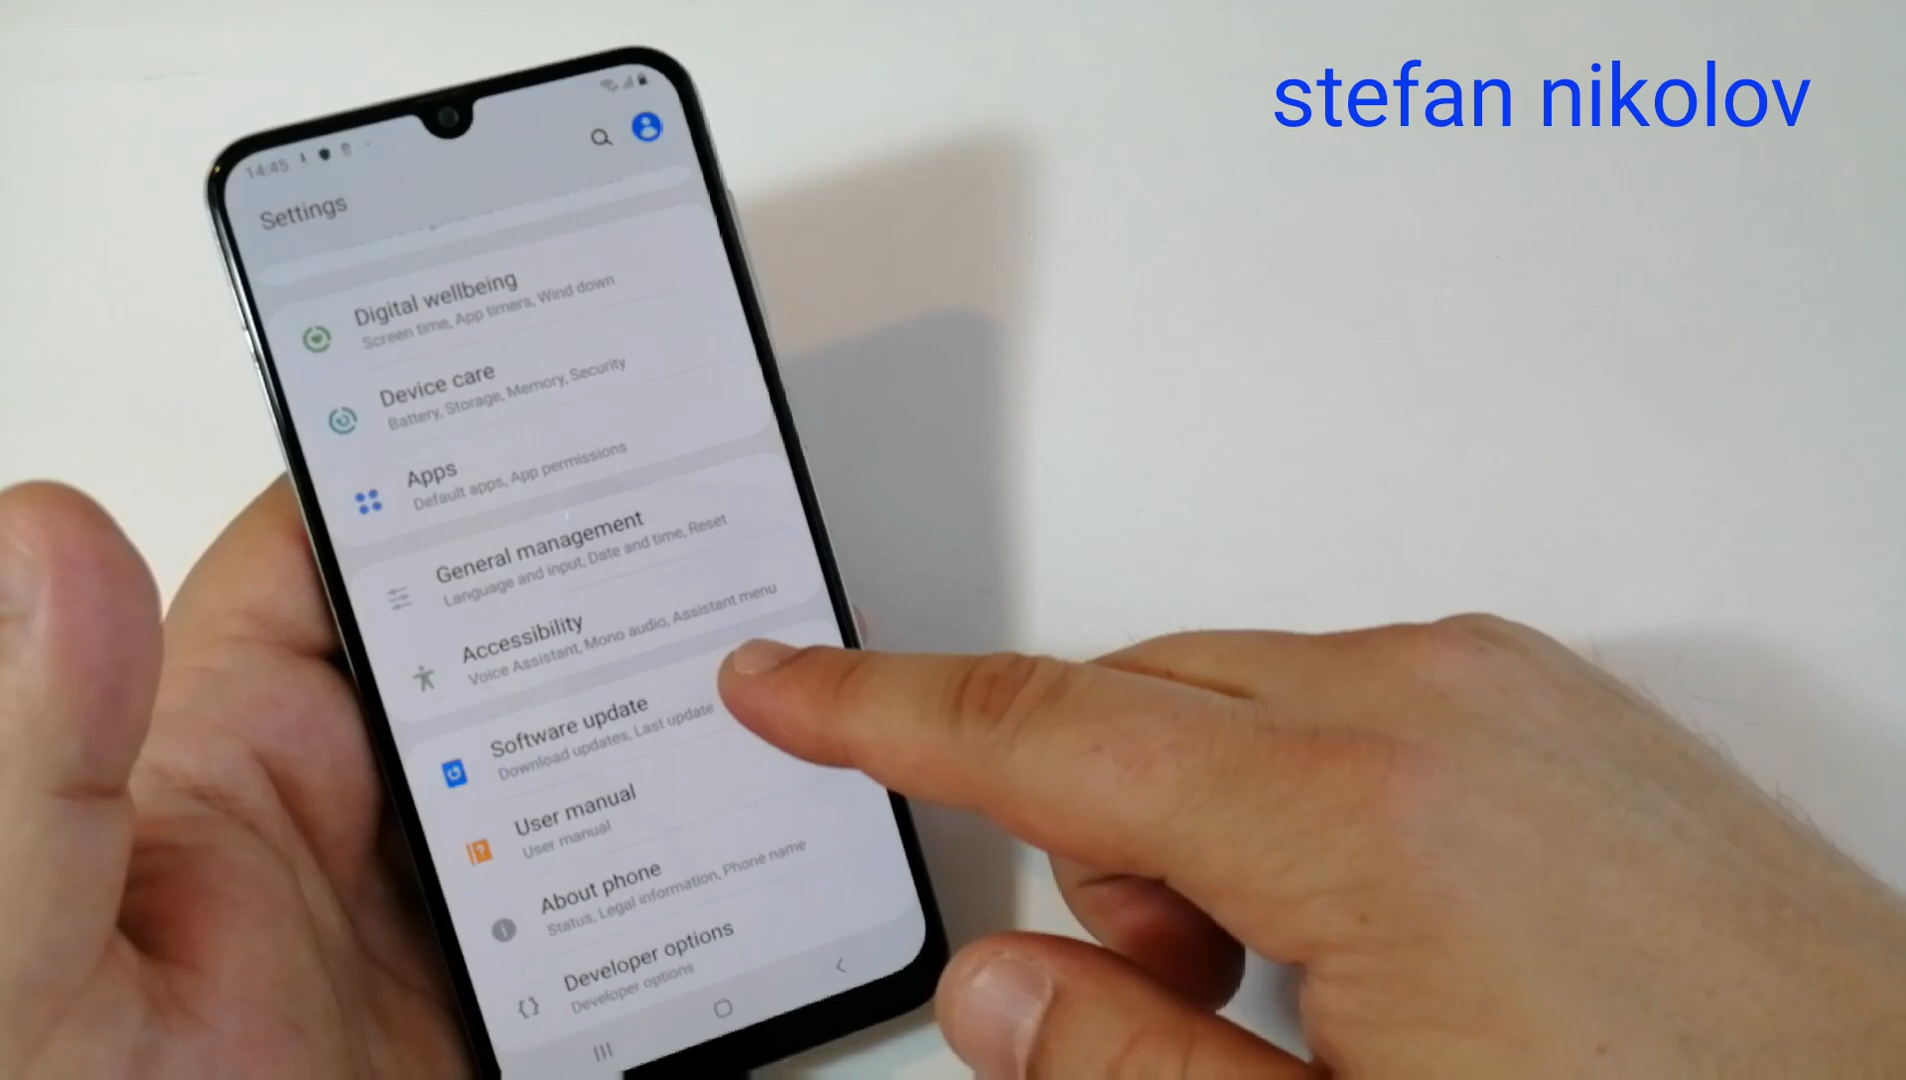 stefan nikolov
14:45
Settings
Digital wellbeing
Screen time, App timers, Wind down
Device care
Battery, Storage, Memory, Security
Apps
Default apps, App permissions
General management
Language and input, Date and time, Reset
Accessibility
Voice Assistant, Mono audio, Assistant menu
Software update
Download updates, Last update
User manual
User manual
About phone
Status, Legal information, Phone name
Developer options
Developer options